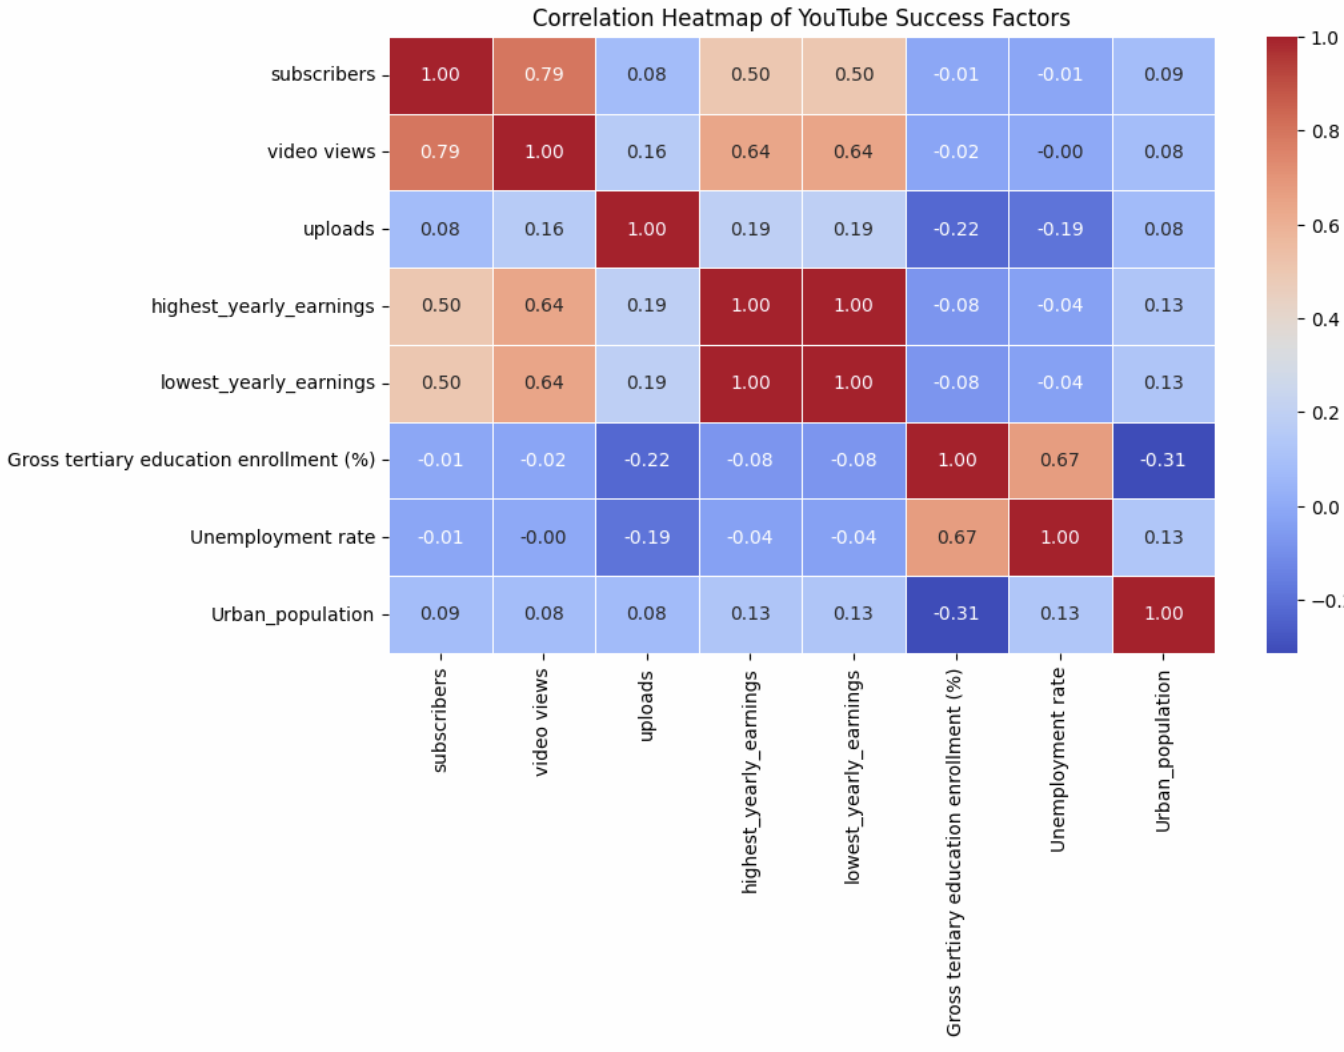 Correlation Heatmap of YouTube Success Factors
subscribers 1.00 0.79 0.08 0.50 0.50 -0.01 -0.01 0.09
video views 0.79 1.00 0.16 0.64 0.64 -0.02 -0.00 0.08
uploads 0.08 0.16 1.00 0.19 0.19 -0.22 -0.19 0.08
highest_yearly_earnings 0.50 0.64 0.19 1.00 1.00 -0.08 -0.04 0.13
lowest_yearly_earnings 0.50 0.64 0.19 1.00 1.00 -0.08 -0.04 0.13
Gross tertiary education enrollment (%) -0.01 -0.02 -0.22 -0.08 -0.08 1.00 0.67 -0.31
Unemployment rate -0.01 -0.00 -0.19 -0.04 -0.04 0.67 1.00 0.13
Urban_population 0.09 0.08 0.08 0.13 0.13 -0.31 0.13 1.00
subscribers
video views
uploads
highest_yearly_earnings
lowest_yearly_earnings
Gross tertiary education enrollment (%)
Unemployment rate
Urban_population
1.0
0.8
0.6
0.4
0.2
0.0